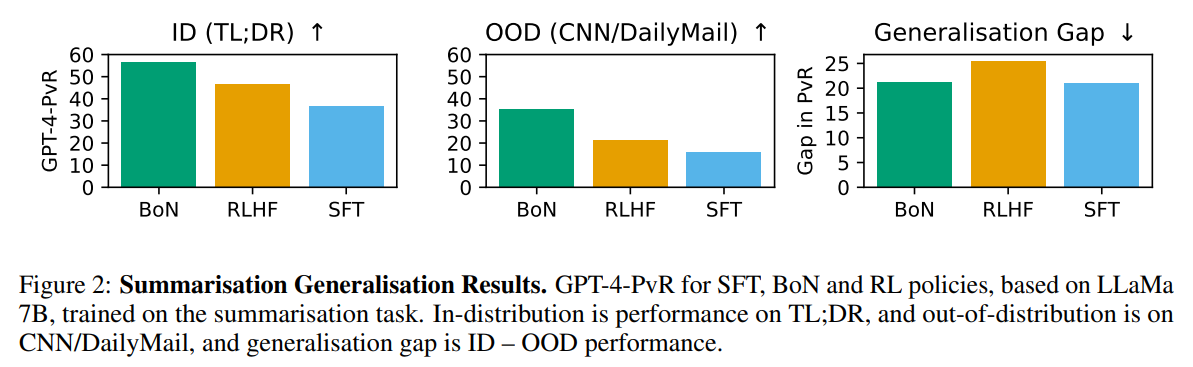 ID (TL;DR) ↑
GPT-4-PvR
60
50
40
30
20
10
0
BoN RLHF SFT
OOD (CNN/DailyMail) ↑
60
50
40
30
20
10
0
BoN RLHF SFT
Generalisation Gap ↓
Gap in PvR
25
20
15
10
5
0
BoN RLHF SFT
Figure 2: Summarisation Generalisation Results. GPT-4-PvR for SFT, BoN and RL policies, based on LLaMa
7B, trained on the summarisation task. In-distribution is performance on TL;DR, and out-of-distribution is on
CNN/DailyMail, and generalisation gap is ID – OOD performance.